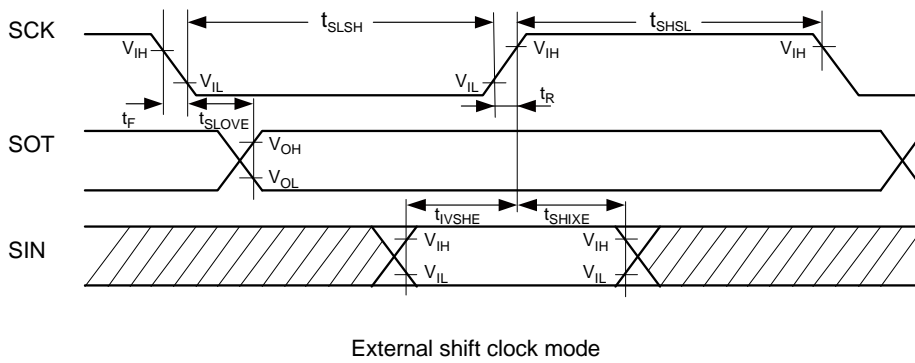 SCK
tSLSH
tSHSL
VIH
VIH
VIH
VIL
VIL
tR
tF
tSLOVE
SOT
VOH
VOL
tIVSHE
tSHIXE
SIN
VIH
VIH
VIL
VIL
External shift clock mode